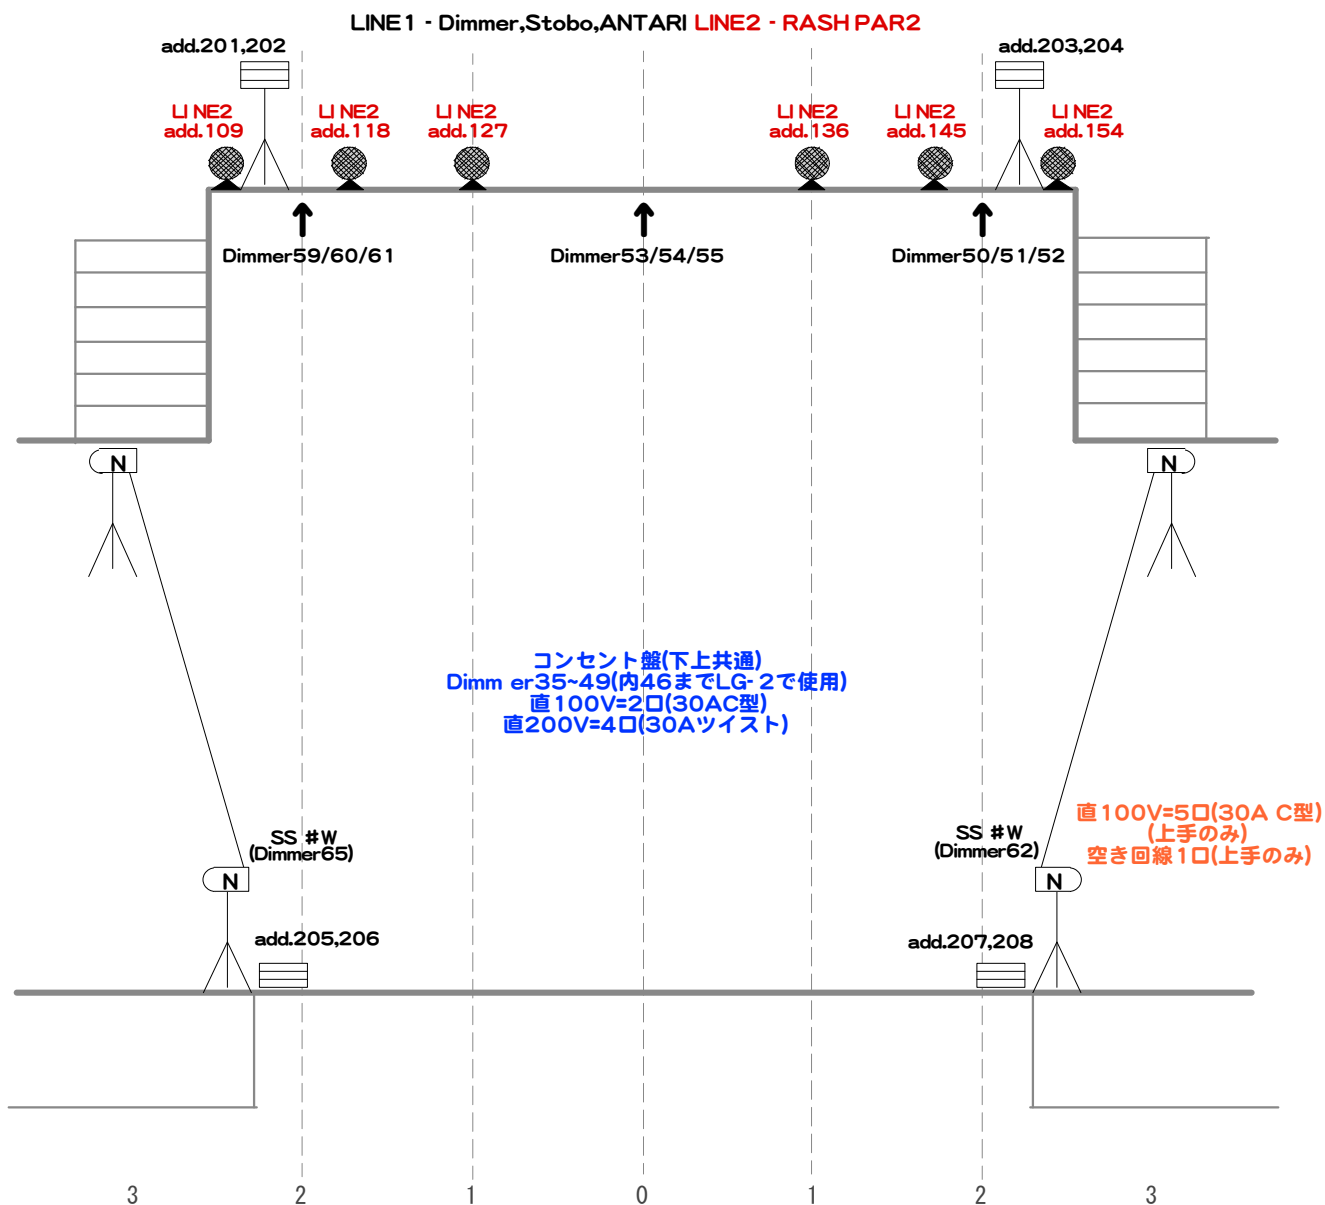 LINE1 - Dimmer,Stobo,ANTARI LINE2 - RASH PAR2
add.201,202
add.203,204
LINE2
add.109
LINE2
add.118
LINE2
add.127
LINE2
add.136
LINE2
add.145
LINE2
add.154
Dimmer59/60/61
Dimmer53/54/55
Dimmer50/51/52
N
N
コンセント盤(下上共通)
Dimmer35~49(内46までLG-2で使用)
直100V=2口(30AC型)
直200V=4口(30Aツイスト)
直100V=5口(30A C型)
(上手のみ)
空き回線1口(上手のみ)
SS #W
(Dimmer65)
SS #W
(Dimmer62)
N
N
add.205,206
add.207,208
3 2 1 0 1 2 3